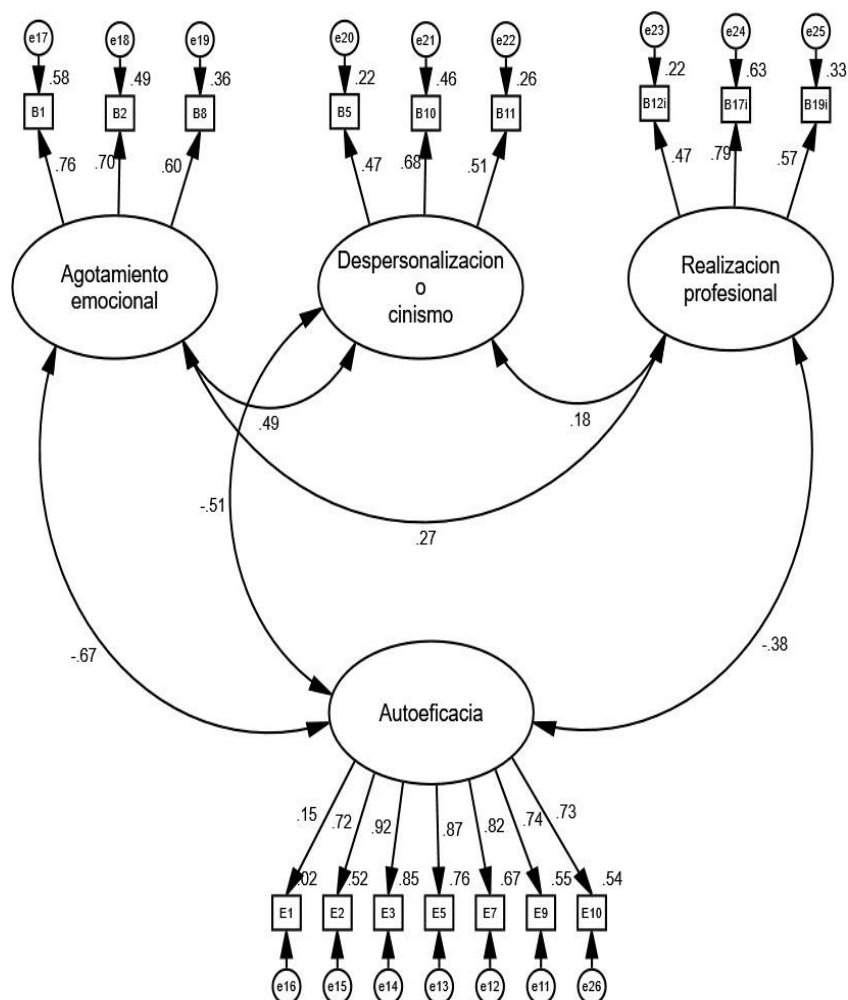 e17 e18 e19 e20 e21 e22 e23 e24 e25
.58 .49 .36 .22 .46 .26 .22 .63 .33
B1 B2 B8 B5 B10 B11 B12i B17i B19i
.76 .70 .60 .47 .68 .51 .47 .79 .57
Agotamiento
emocional
Despersonalizacion
o
cinismo
Realizacion
profesional
.49
.18
-.51
.27
-.67
-.38
Autoeficacia
.15 .72 .92 .87 .82 .74 .73
.02 .52 .85 .76 .67 .55 .54
E1 E2 E3 E5 E7 E9 E10
e16 e15 e14 e13 e12 e11 e26